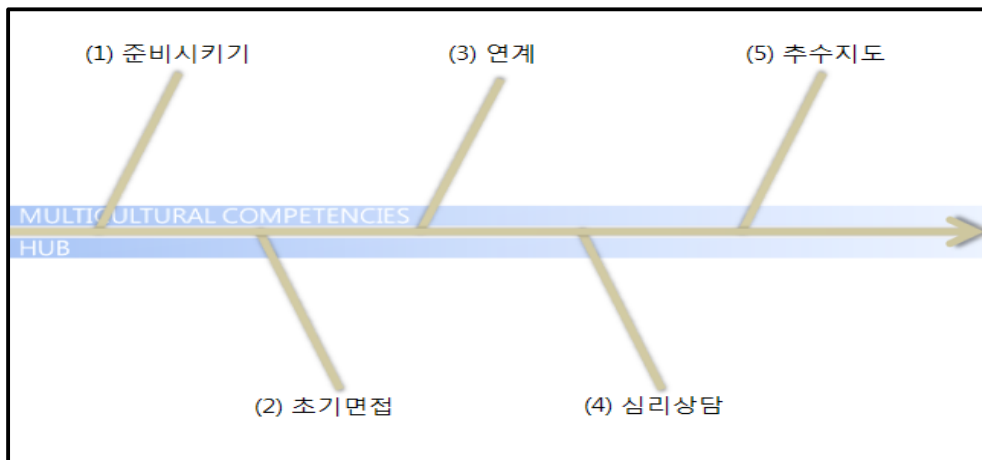 (1) 준비시키기
(3) 연계
(5) 추수지도
MULTICULTURAL COMPETENCIES
HUB
(2) 초기면접
(4) 심리상담